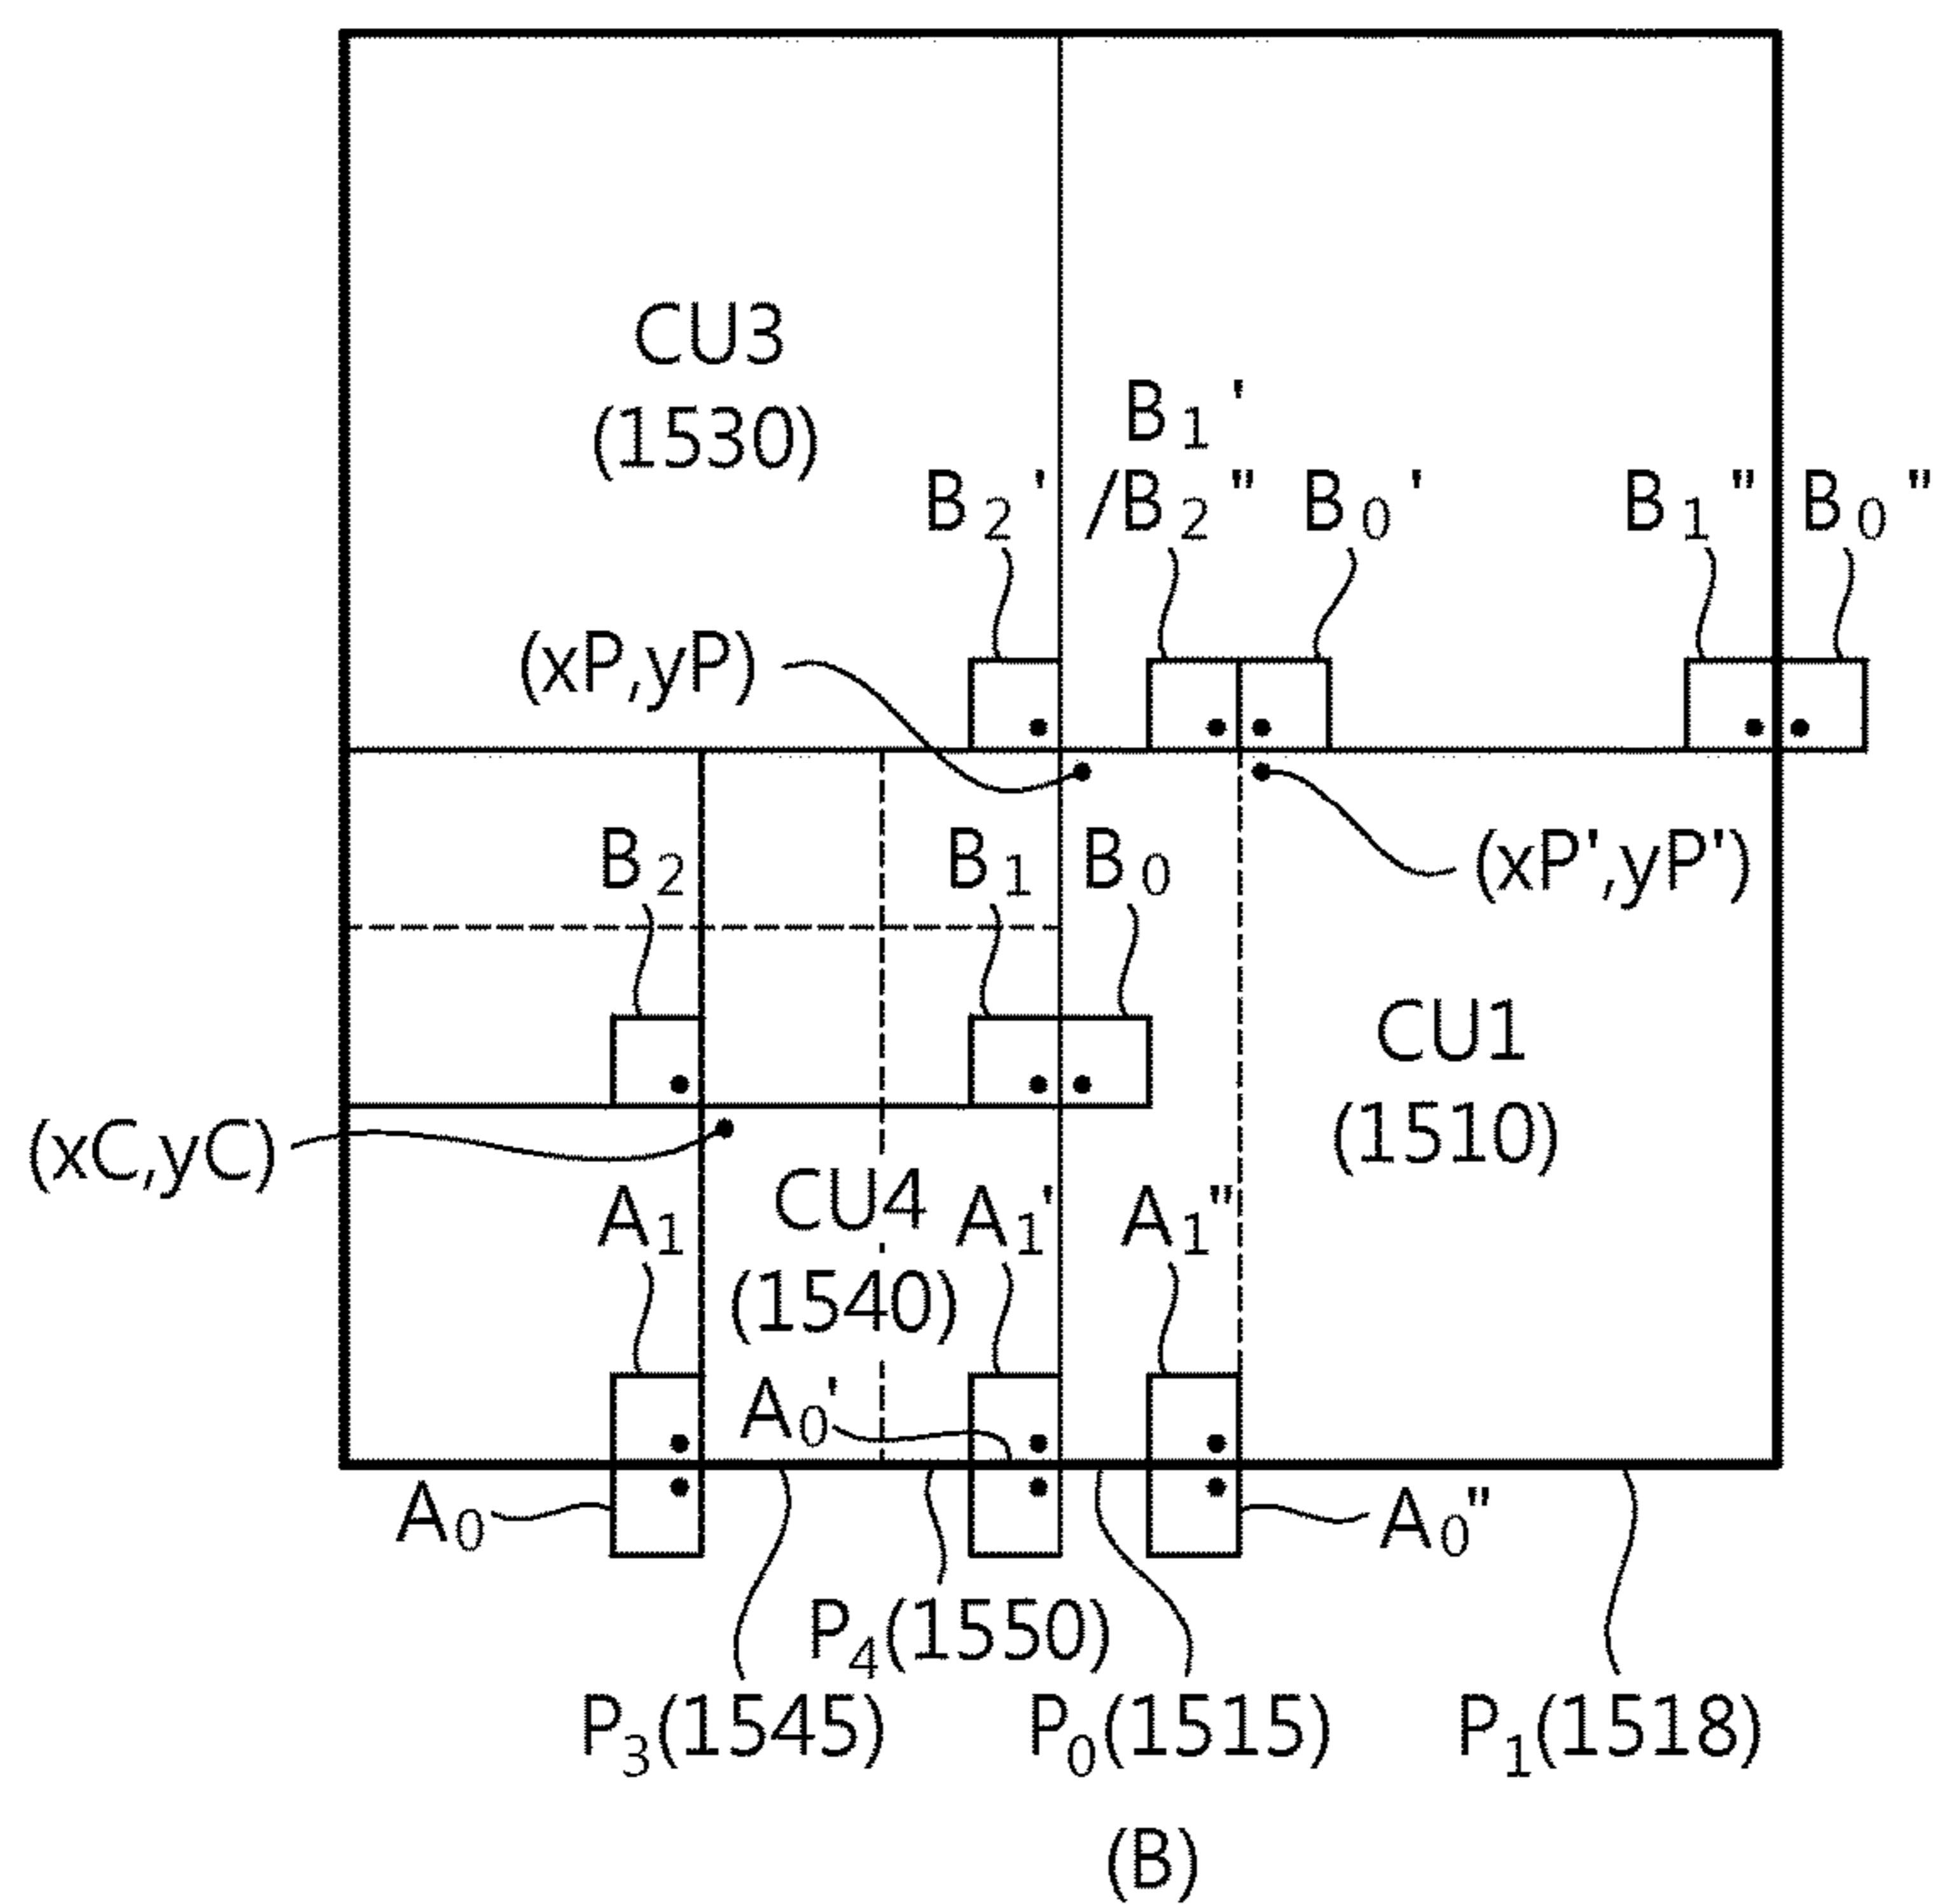 CU3
(1530)
B1'
B2' /B2" B0' B1" B0"
(xP,yP)
B2 B1 B0
(xP',yP')
CU1
(1510)
(xC,yC)
CU4
(1540)
A1 A1' A1"
A0'
A0 A0"
P4(1550)
P3(1545) P0(1515) P1(1518)
(B)